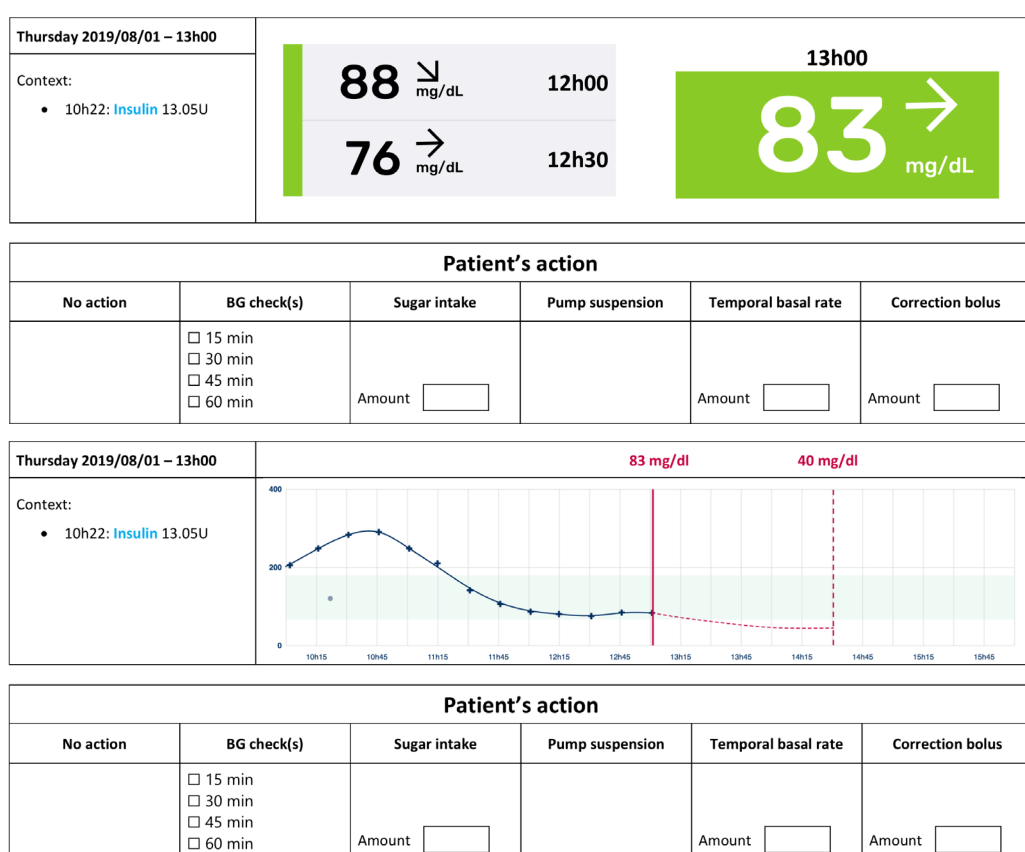 Thursday 2019/08/01 – 13h00
Context:
• 10h22: Insulin 13.05U
88 mg/dL 12h00
76 mg/dL 12h30
13h00
83 mg/dL
Patient's action
No action BG check(s) Sugar intake Pump suspension Temporal basal rate Correction bolus
☐ 15 min
☐ 30 min
☐ 45 min
☐ 60 min
Amount Amount Amount
Thursday 2019/08/01 – 13h00 83 mg/dl 40 mg/dl
Context:
• 10h22: Insulin 13.05U
400
200
0
10h15 10h45 11h15 11h45 12h15 12h45 13h15 13h45 14h15 14h45 15h15 15h45
Patient's action
No action BG check(s) Sugar intake Pump suspension Temporal basal rate Correction bolus
☐ 15 min
☐ 30 min
☐ 45 min
☐ 60 min
Amount Amount Amount